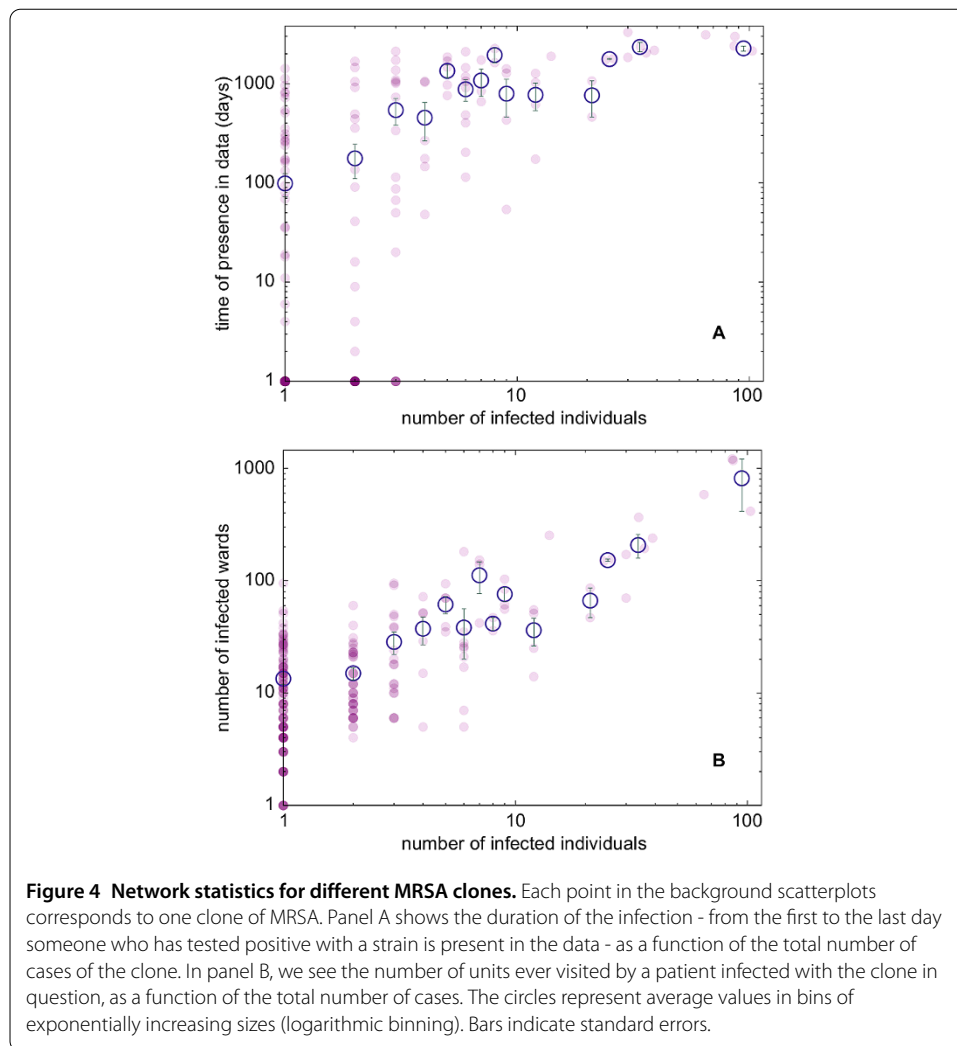 1000
100
10
1
time of presence in data (days)
A
1
10
100
number of infected individuals
1000
100
10
1
number of infected wards
B
1
10
100
number of infected individuals
Figure 4 Network statistics for different MRSA clones. Each point in the background scatterplots
corresponds to one clone of MRSA. Panel A shows the duration of the infection - from the first to the last day
someone who has tested positive with a strain is present in the data - as a function of the total number of
cases of the clone. In panel B, we see the number of units ever visited by a patient infected with the clone in
question, as a function of the total number of cases. The circles represent average values in bins of
exponentially increasing sizes (logarithmic binning). Bars indicate standard errors.